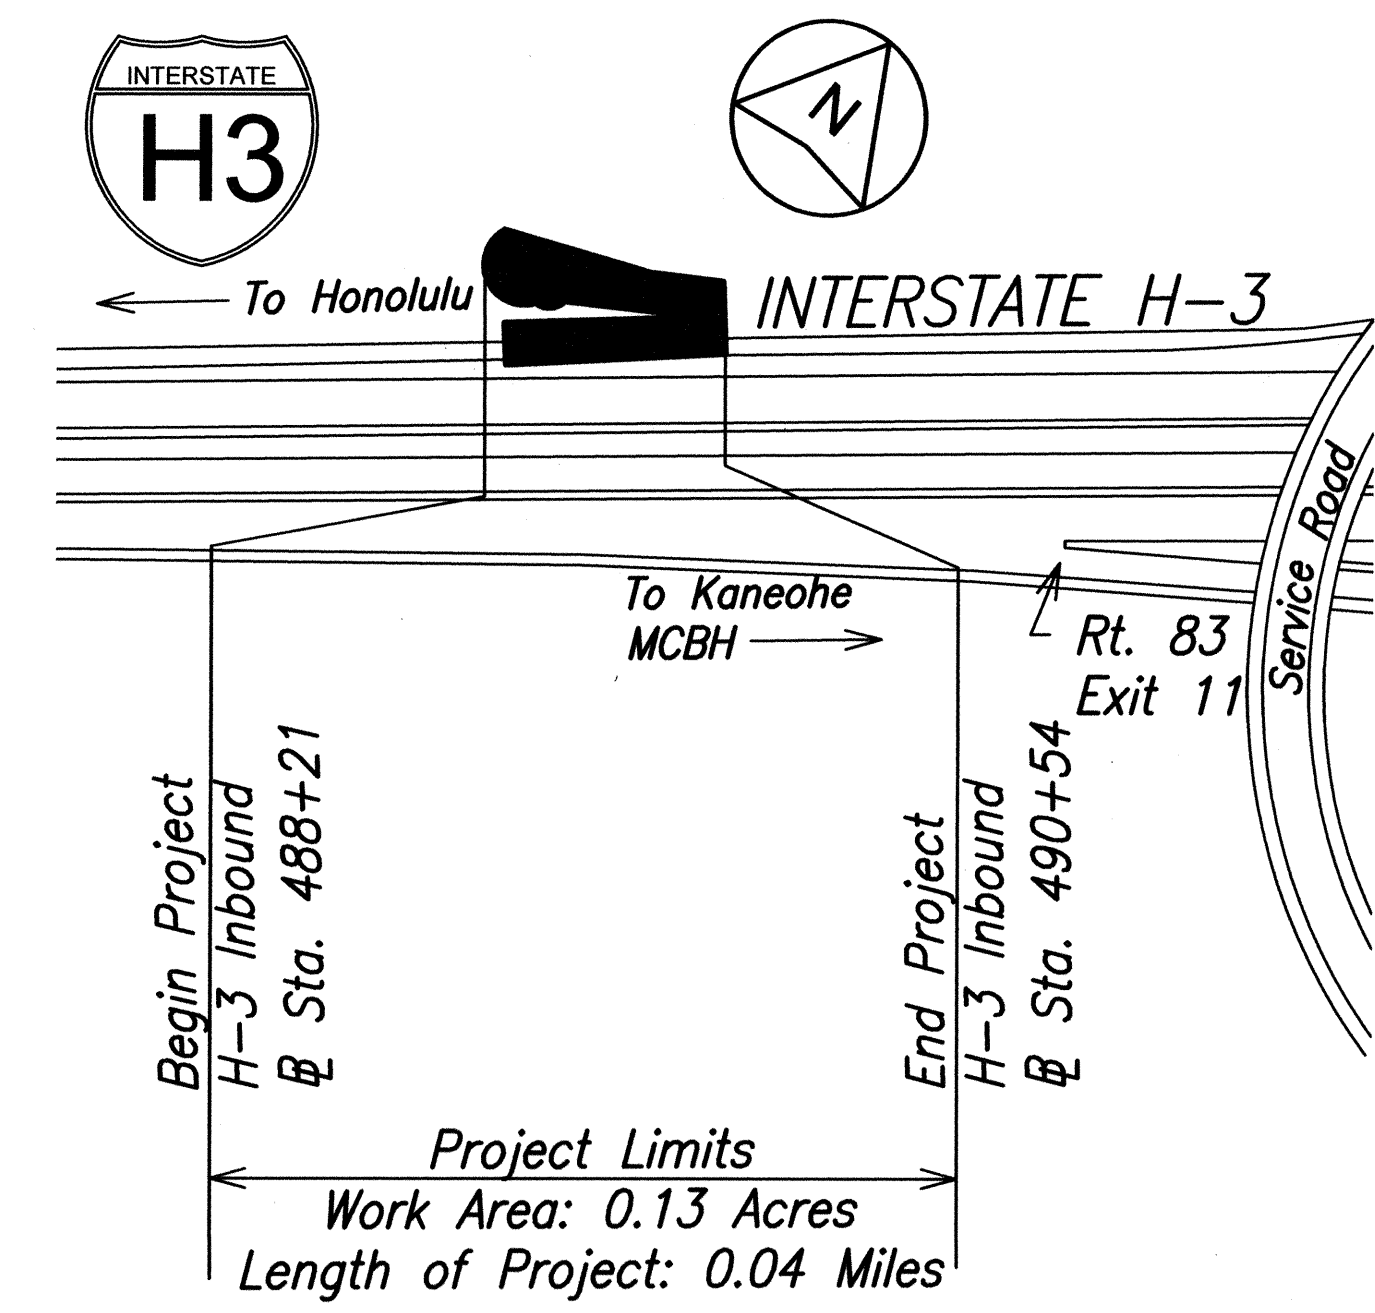 INTERSTATE
H3
N
To Honolulu
INTERSTATE H-3
Service Road
To Kaneohe
MCBH
Rt. 83
Exit 11
Begin Project
H-3 Inbound
BL Sta. 488+21
End Project
H-3 Inbound
BL Sta. 490+54
Project Limits
Work Area: 0.13 Acres
Length of Project: 0.04 Miles